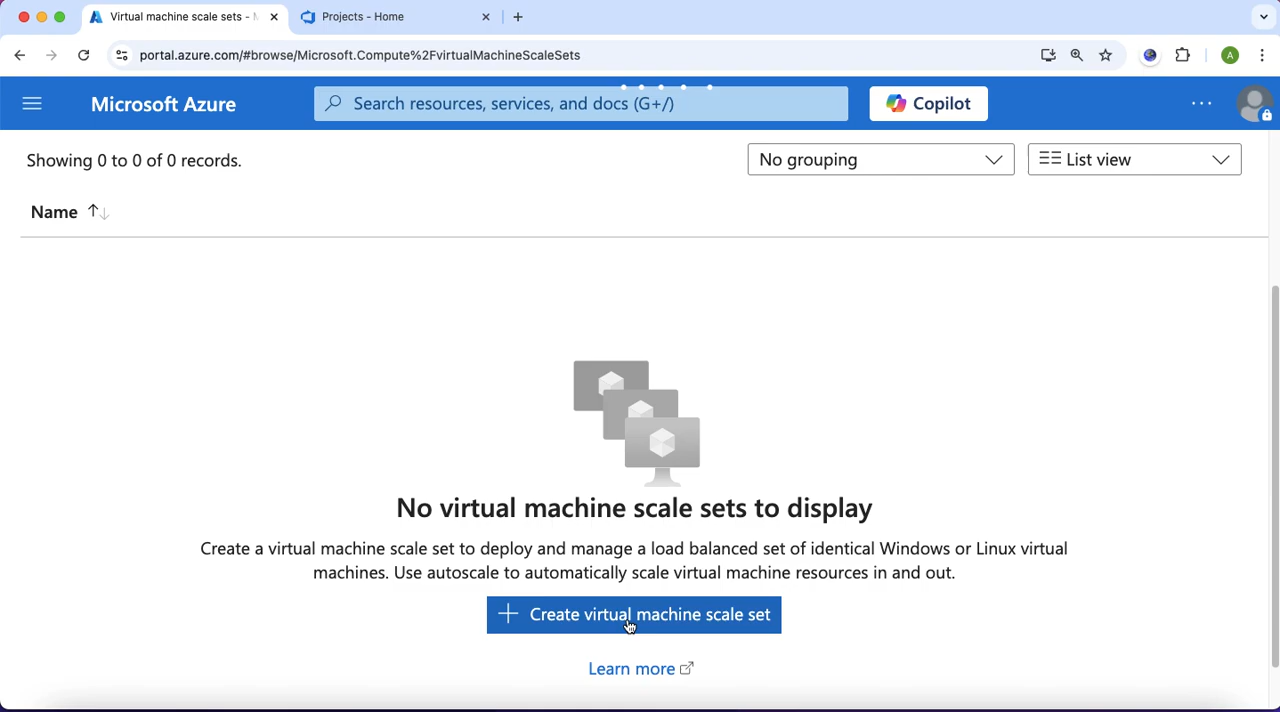 Virtual machine scale sets - M
Projects - Home
portal.azure.com/#browse/Microsoft.Compute%2FvirtualMachineScaleSets
A
Microsoft Azure
Search resources, services, and docs (G+/)
Copilot
Showing 0 to 0 of 0 records.
No grouping
List view
Name
No virtual machine scale sets to display
Create a virtual machine scale set to deploy and manage a load balanced set of identical Windows or Linux virtual
machines. Use autoscale to automatically scale virtual machine resources in and out.
Create virtual machine scale set
Learn more